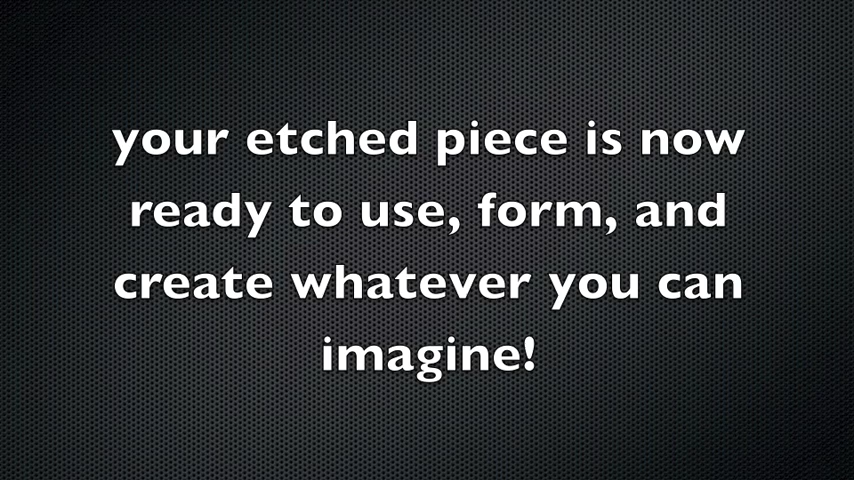 your etched piece is now
ready to use, form, and
create whatever you can
imagine!